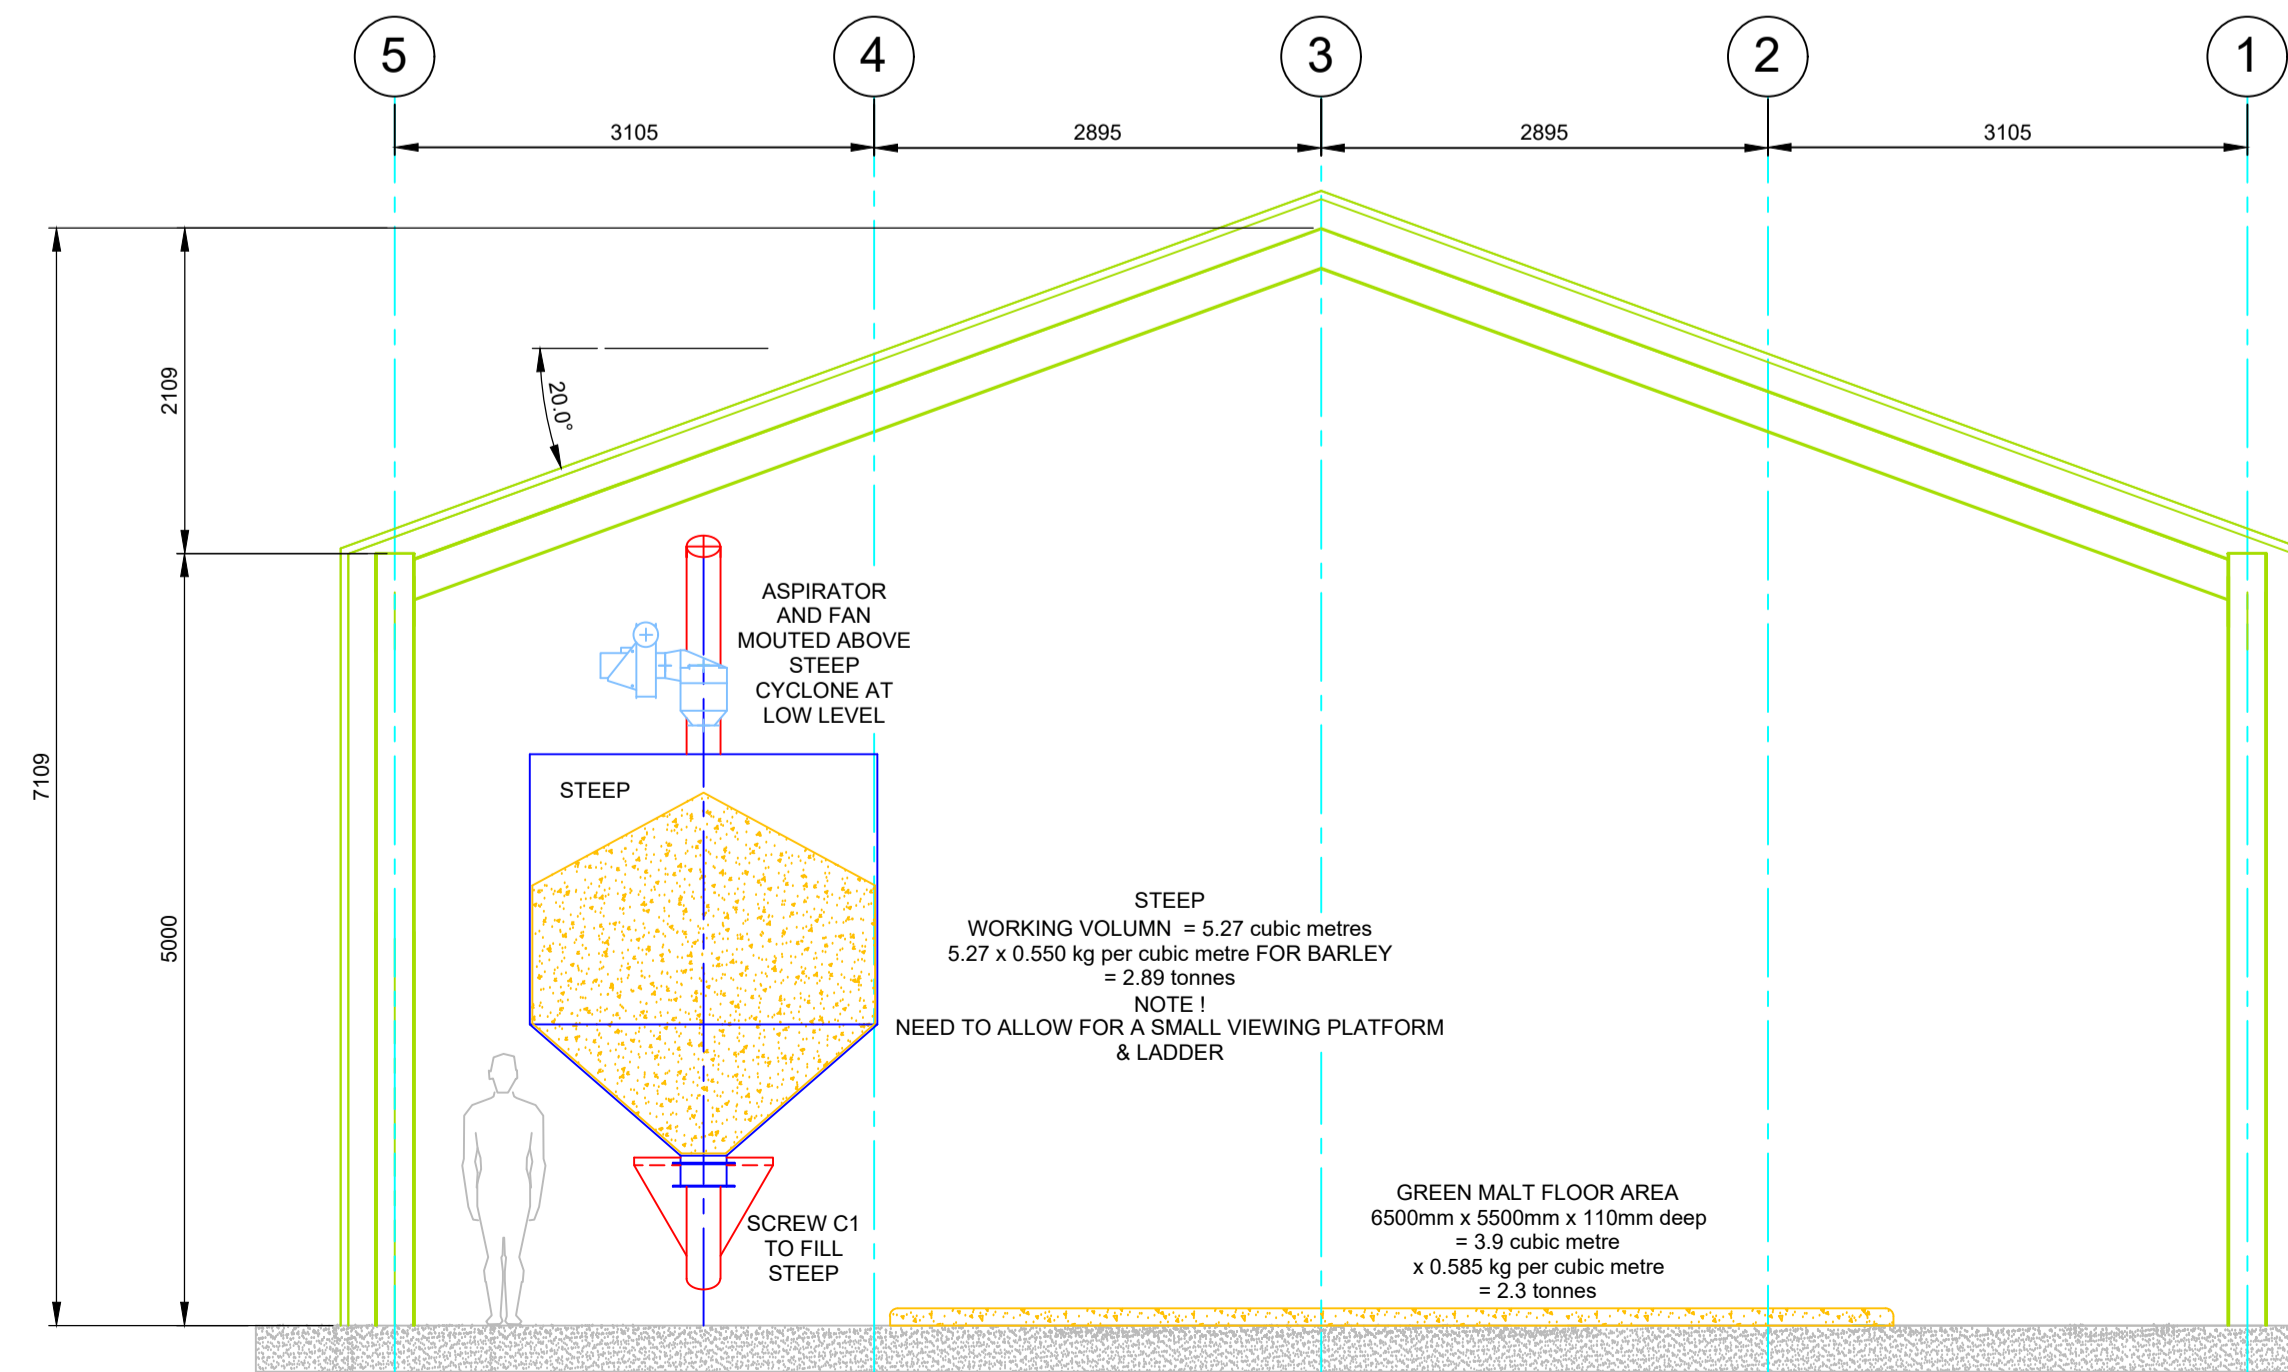 5
4
3
2
1
3105
2895
2895
3105
2109
20.0°
7109
5000
ASPIRATOR
AND FAN
MOUTED ABOVE
STEEP
CYCLONE AT
LOW LEVEL
STEEP
STEEP
WORKING VOLUMN = 5.27 cubic metres
5.27 x 0.550 kg per cubic metre FOR BARLEY
= 2.89 tonnes
NOTE !
NEED TO ALLOW FOR A SMALL VIEWING PLATFORM
& LADDER
SCREW C1
TO FILL
STEEP
GREEN MALT FLOOR AREA
6500mm x 5500mm x 110mm deep
= 3.9 cubic metre
x 0.585 kg per cubic metre
= 2.3 tonnes